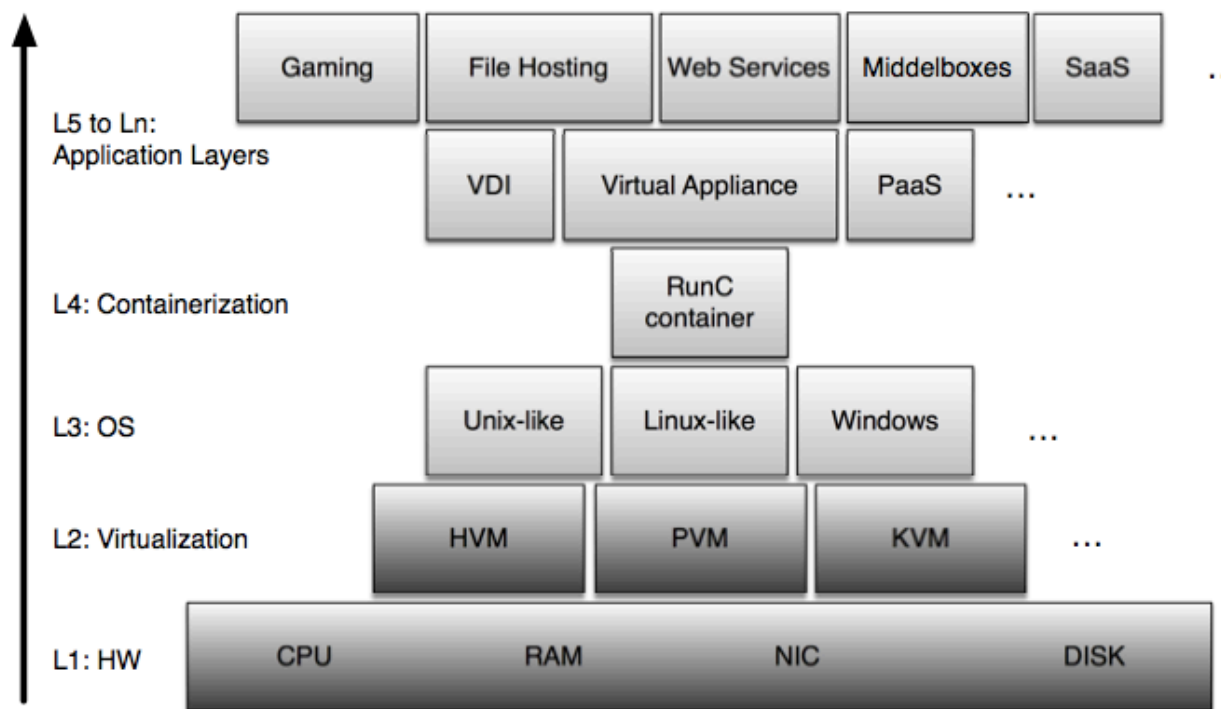 Gaming File Hosting Web Services Middelboxes SaaS ..
L5 to Ln:
Application Layers
VDI Virtual Appliance PaaS ...
L4: Containerization
RunC
container
L3: OS
Unix-like Linux-like Windows ...
L2: Virtualization
HVM PVM KVM ...
L1: HW
CPU RAM NIC DISK